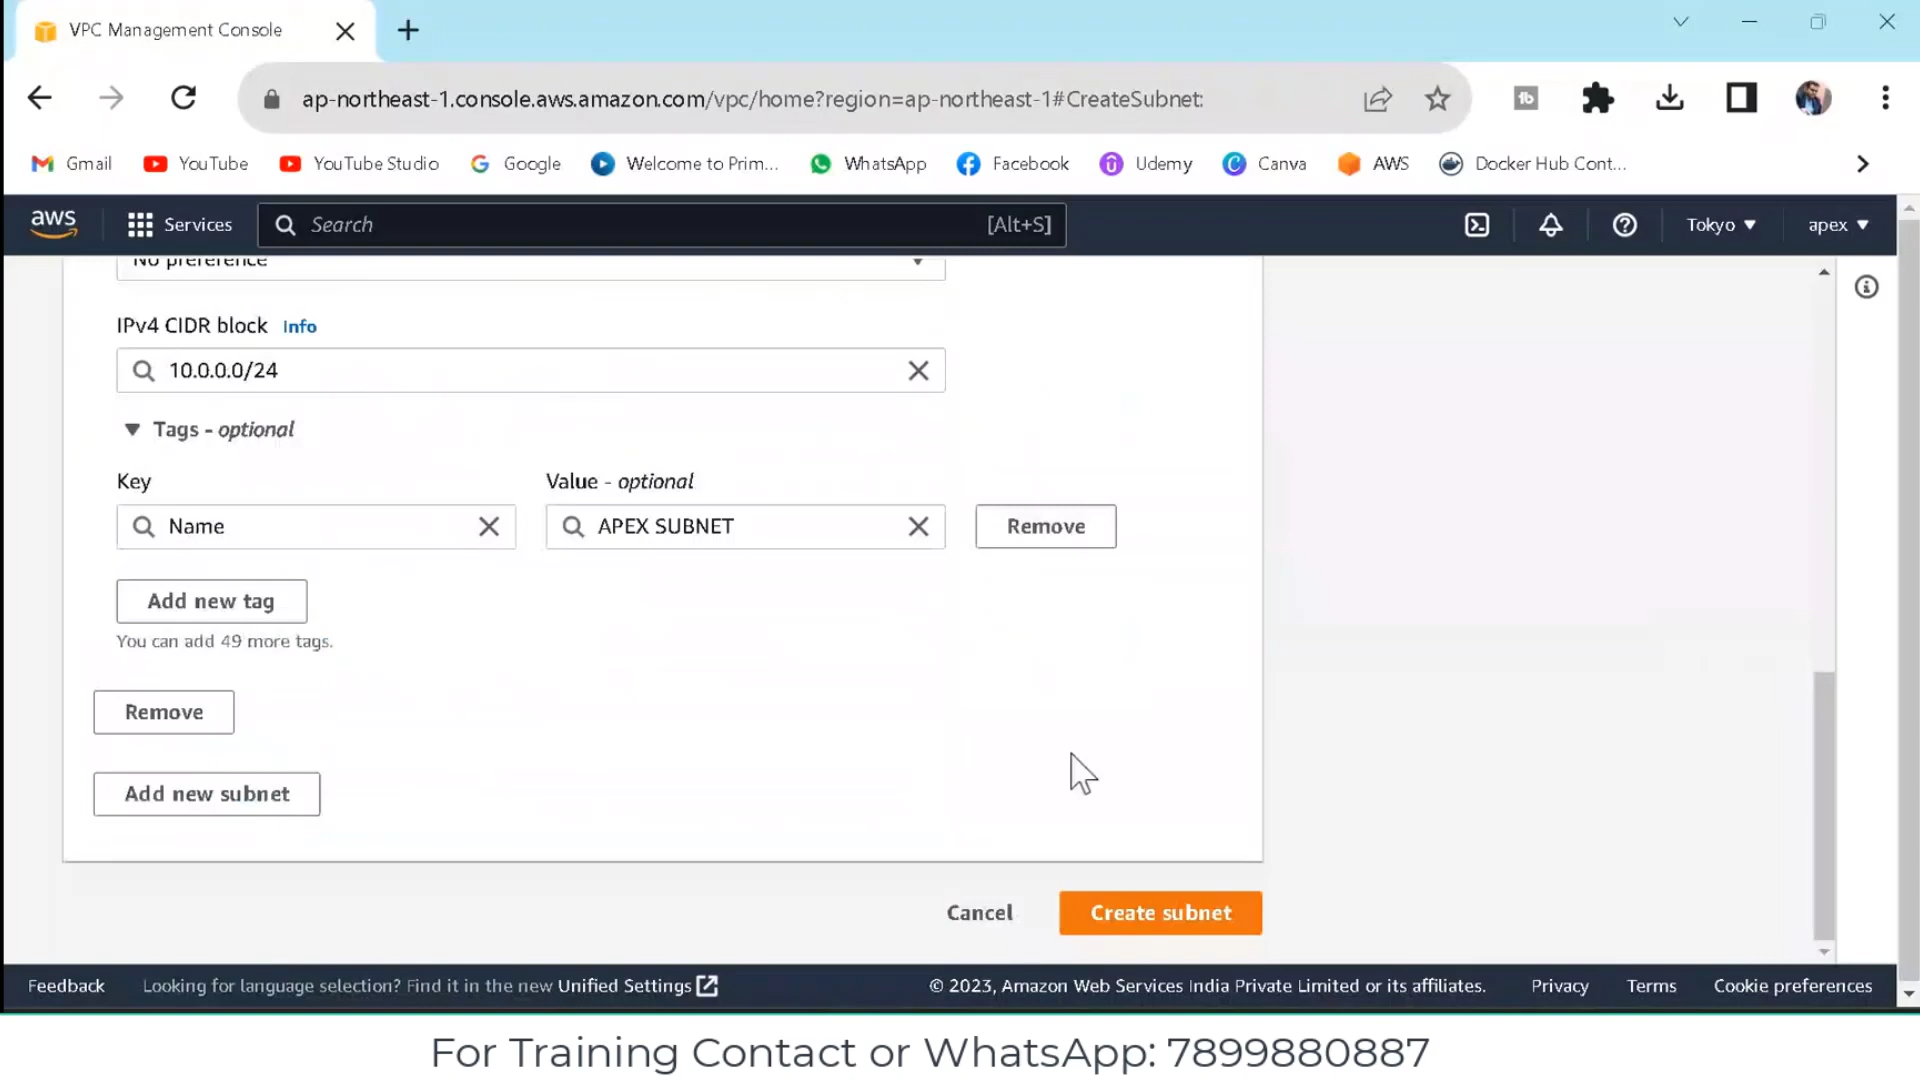 VPC Management Console
ap-northeast-1.console.aws.amazon.com/vpc/home?region=ap-northeast-1#CreateSubnet:
Gmail YouTube YouTube Studio Google Welcome to Prim... WhatsApp Facebook Udemy Canva AWS Docker Hub Cont...
aws Services Search [Alt+S] Tokyo apex
No preference
IPv4 CIDR block Info
10.0.0.0/24
Tags - optional
Key Value - optional
Name APEX SUBNET Remove
Add new tag
You can add 49 more tags.
Remove
Add new subnet
Cancel Create subnet
Feedback Looking for language selection? Find it in the new Unified Settings © 2023, Amazon Web Services India Private Limited or its affiliates. Privacy Terms Cookie preferences
For Training Contact or WhatsApp: 7899880887